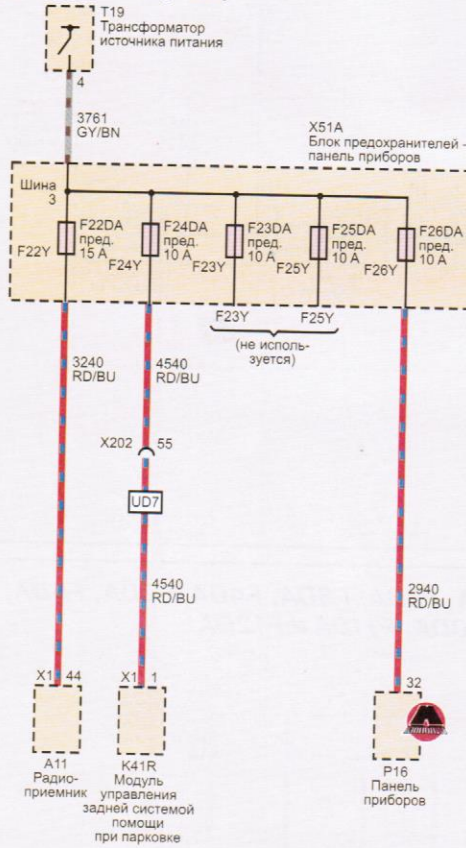 T19
Трансформатор
источника питания
4
3761
GY/BN
X51A
Блок предохранителей -
панель приборов
Шина
3
F22DA
пред.
15 A
F22Y
F24DA
пред.
10 A
F24Y
F23DA
пред.
10 A
F23Y
F25DA
пред.
10 A
F25Y
F26DA
пред.
10 A
F26Y
F23Y
F25Y
(не исполь-
зуется)
3240
RD/BU
4540
RD/BU
X202
55
UD7
4540
RD/BU
2940
RD/BU
X1
44
X1
1
32
A11
Радио-
приемник
K41R
Модуль
управления
задней системой
помощи
при парковке
P16
Панель
приборов